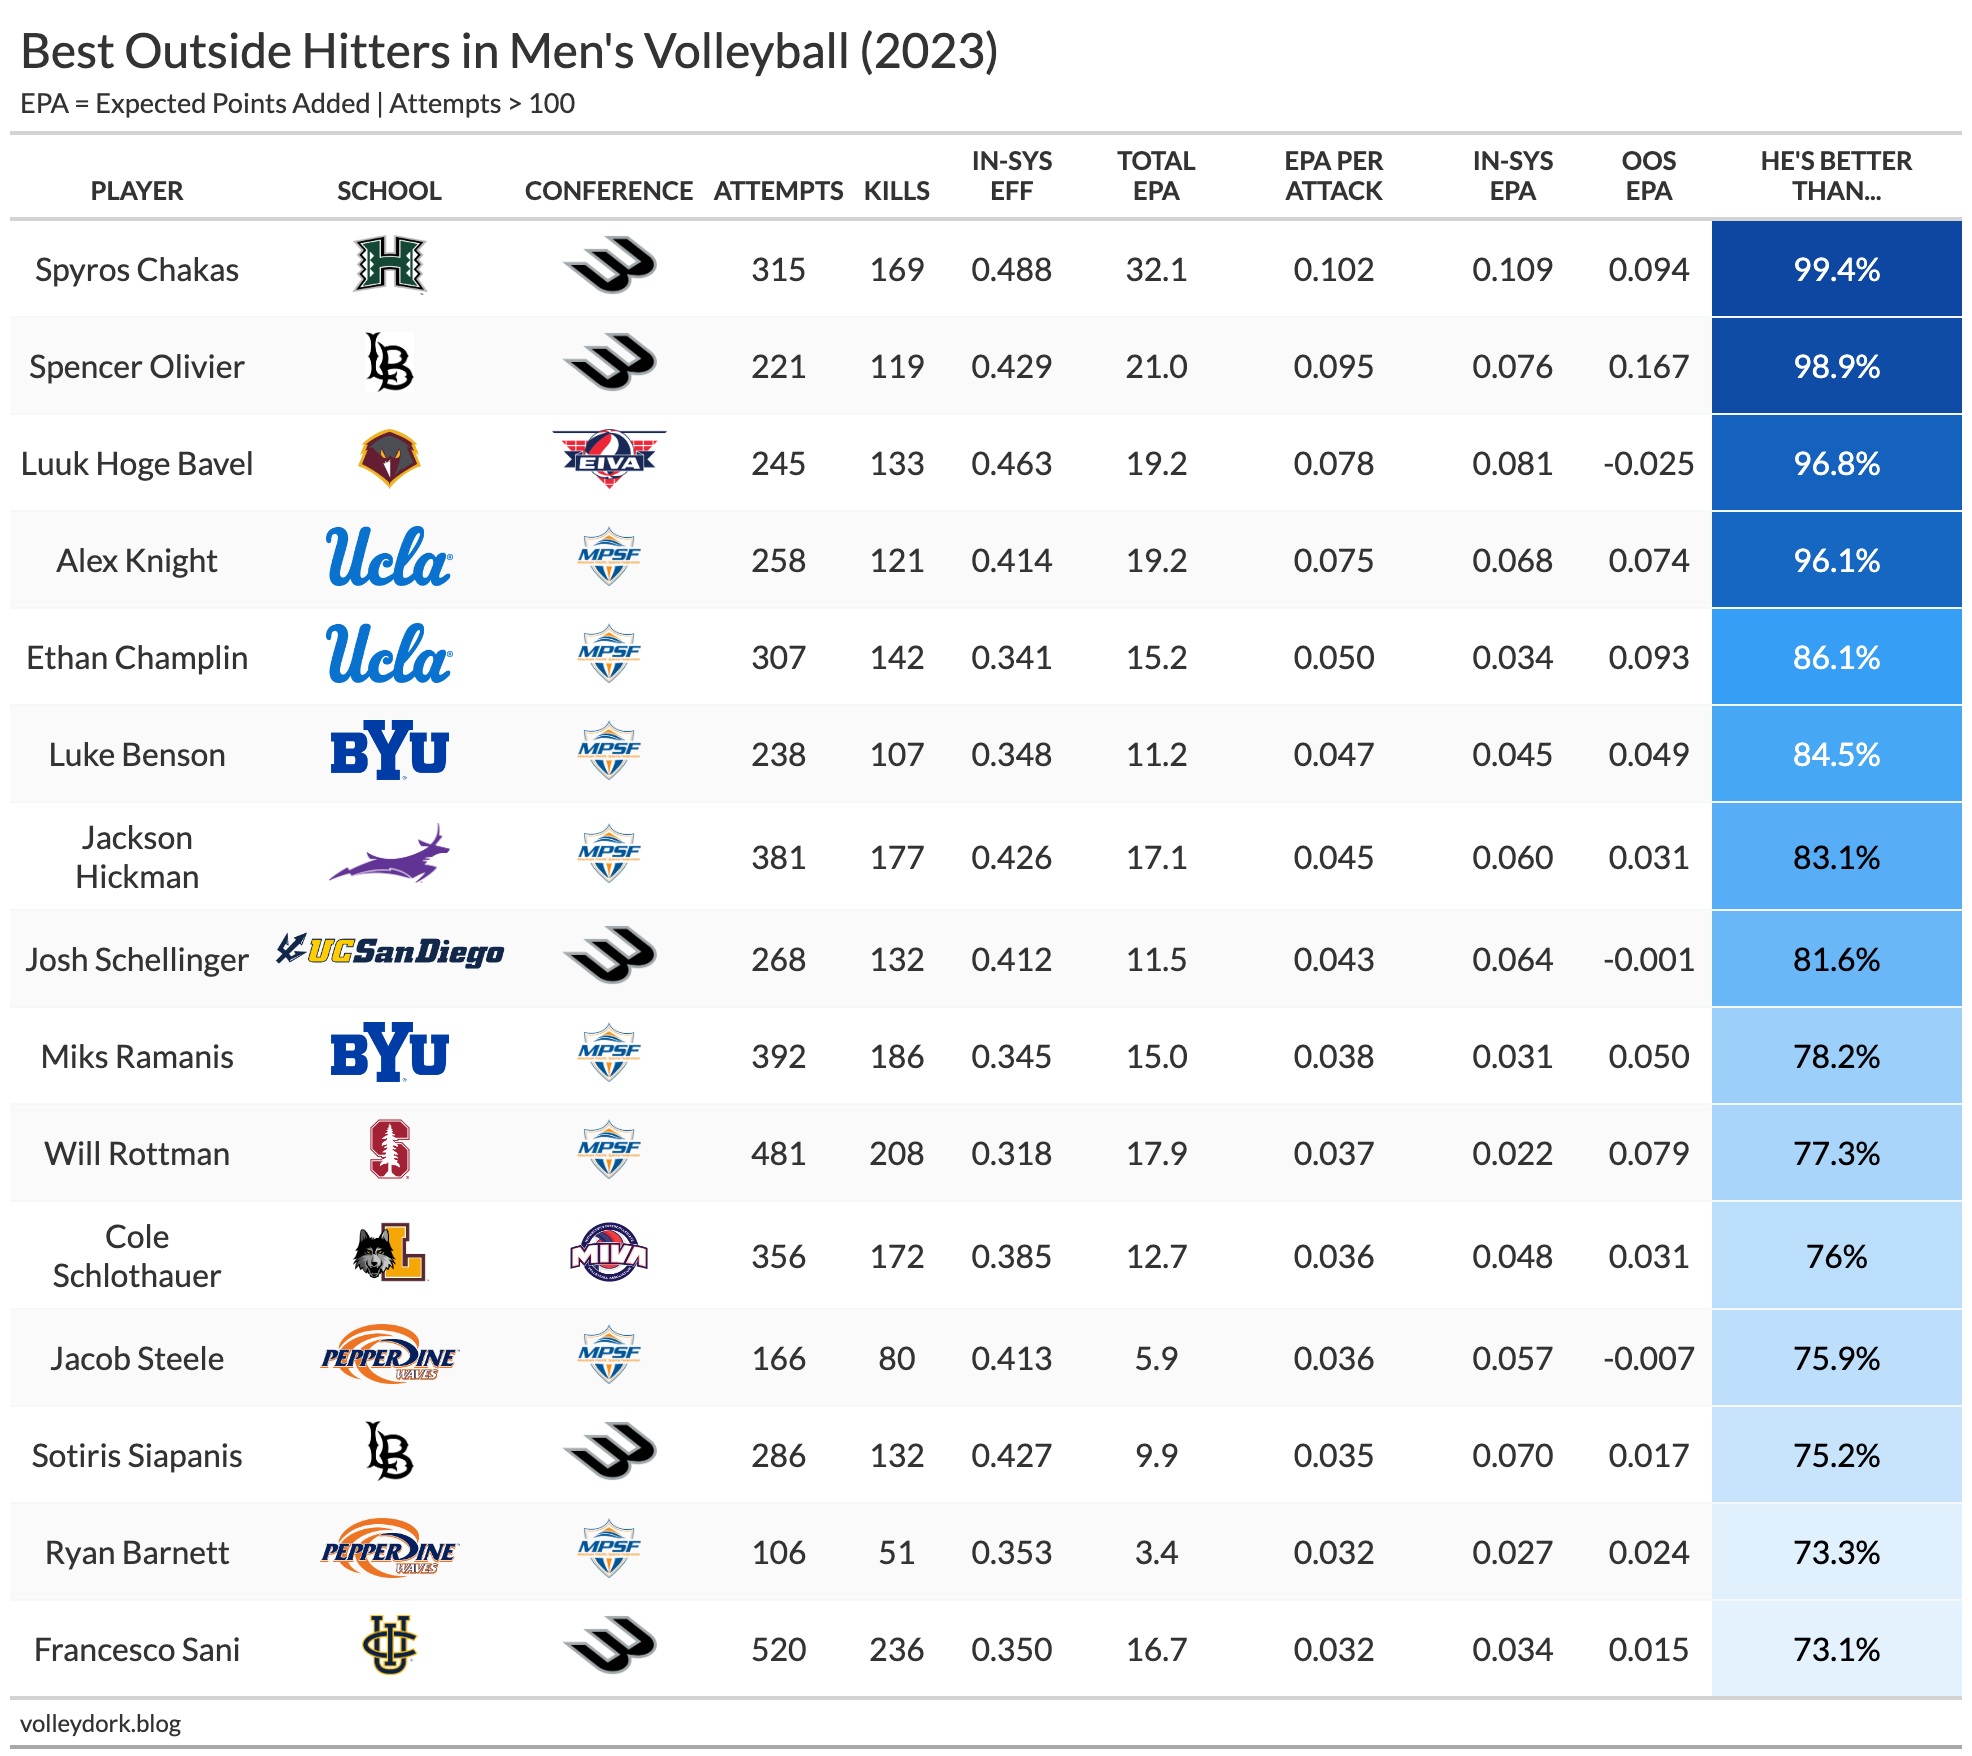 Best Outside Hitters in Men's Volleyball (2023)
EPA = Expected Points Added | Attempts > 100
PLAYER SCHOOL CONFERENCE ATTEMPTS KILLS IN-SYS EFF TOTAL EPA EPA PER ATTACK IN-SYS EPA OOS EPA HE'S BETTER THAN...
Spyros Chakas H 315 169 0.488 32.1 0.102 0.109 0.094 99.4%
Spencer Olivier LB 221 119 0.429 21.0 0.095 0.076 0.167 98.9%
Luuk Hoge Bavel EIVA 245 133 0.463 19.2 0.078 0.081 -0.025 96.8%
Alex Knight Ucla MPSF 258 121 0.414 19.2 0.075 0.068 0.074 96.1%
Ethan Champlin Ucla MPSF 307 142 0.341 15.2 0.050 0.034 0.093 86.1%
Luke Benson BYU MPSF 238 107 0.348 11.2 0.047 0.045 0.049 84.5%
Jackson Hickman MPSF 381 177 0.426 17.1 0.045 0.060 0.031 83.1%
Josh Schellinger UC San Diego 268 132 0.412 11.5 0.043 0.064 -0.001 81.6%
Miks Ramanis BYU MPSF 392 186 0.345 15.0 0.038 0.031 0.050 78.2%
Will Rottman S MPSF 481 208 0.318 17.9 0.037 0.022 0.079 77.3%
Cole Schlothauer L MIVA 356 172 0.385 12.7 0.036 0.048 0.031 76%
Jacob Steele PEPPERDINE WAVES MPSF 166 80 0.413 5.9 0.036 0.057 -0.007 75.9%
Sotiris Siapanis LB 286 132 0.427 9.9 0.035 0.070 0.017 75.2%
Ryan Barnett PEPPERDINE WAVES MPSF 106 51 0.353 3.4 0.032 0.027 0.024 73.3%
Francesco Sani UCI 520 236 0.350 16.7 0.032 0.034 0.015 73.1%
volleydork.blog